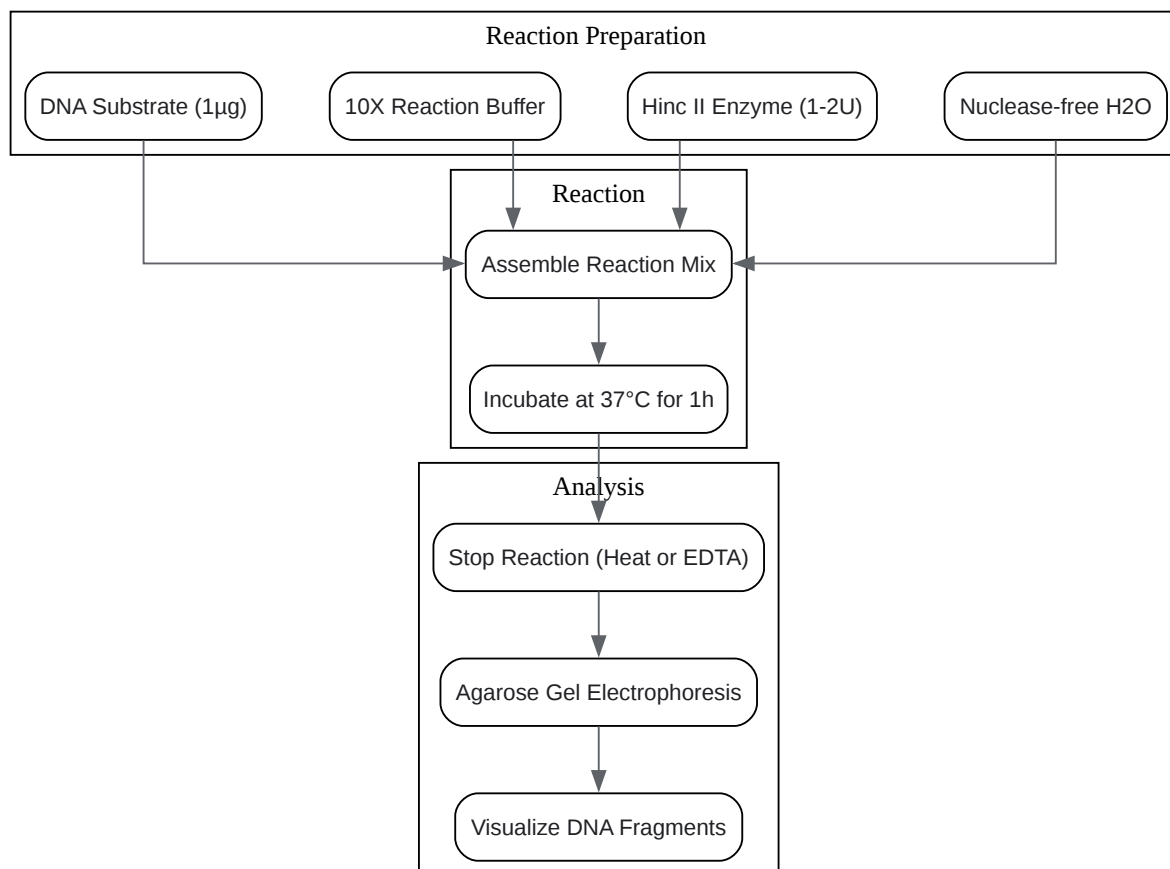 Reaction Preparation
DNA Substrate (1µg)
10X Reaction Buffer
Hinc II Enzyme (1-2U)
Nuclease-free H2O
Reaction
Assemble Reaction Mix
Incubate at 37°C for 1h
Analysis
Stop Reaction (Heat or EDTA)
Agarose Gel Electrophoresis
Visualize DNA Fragments